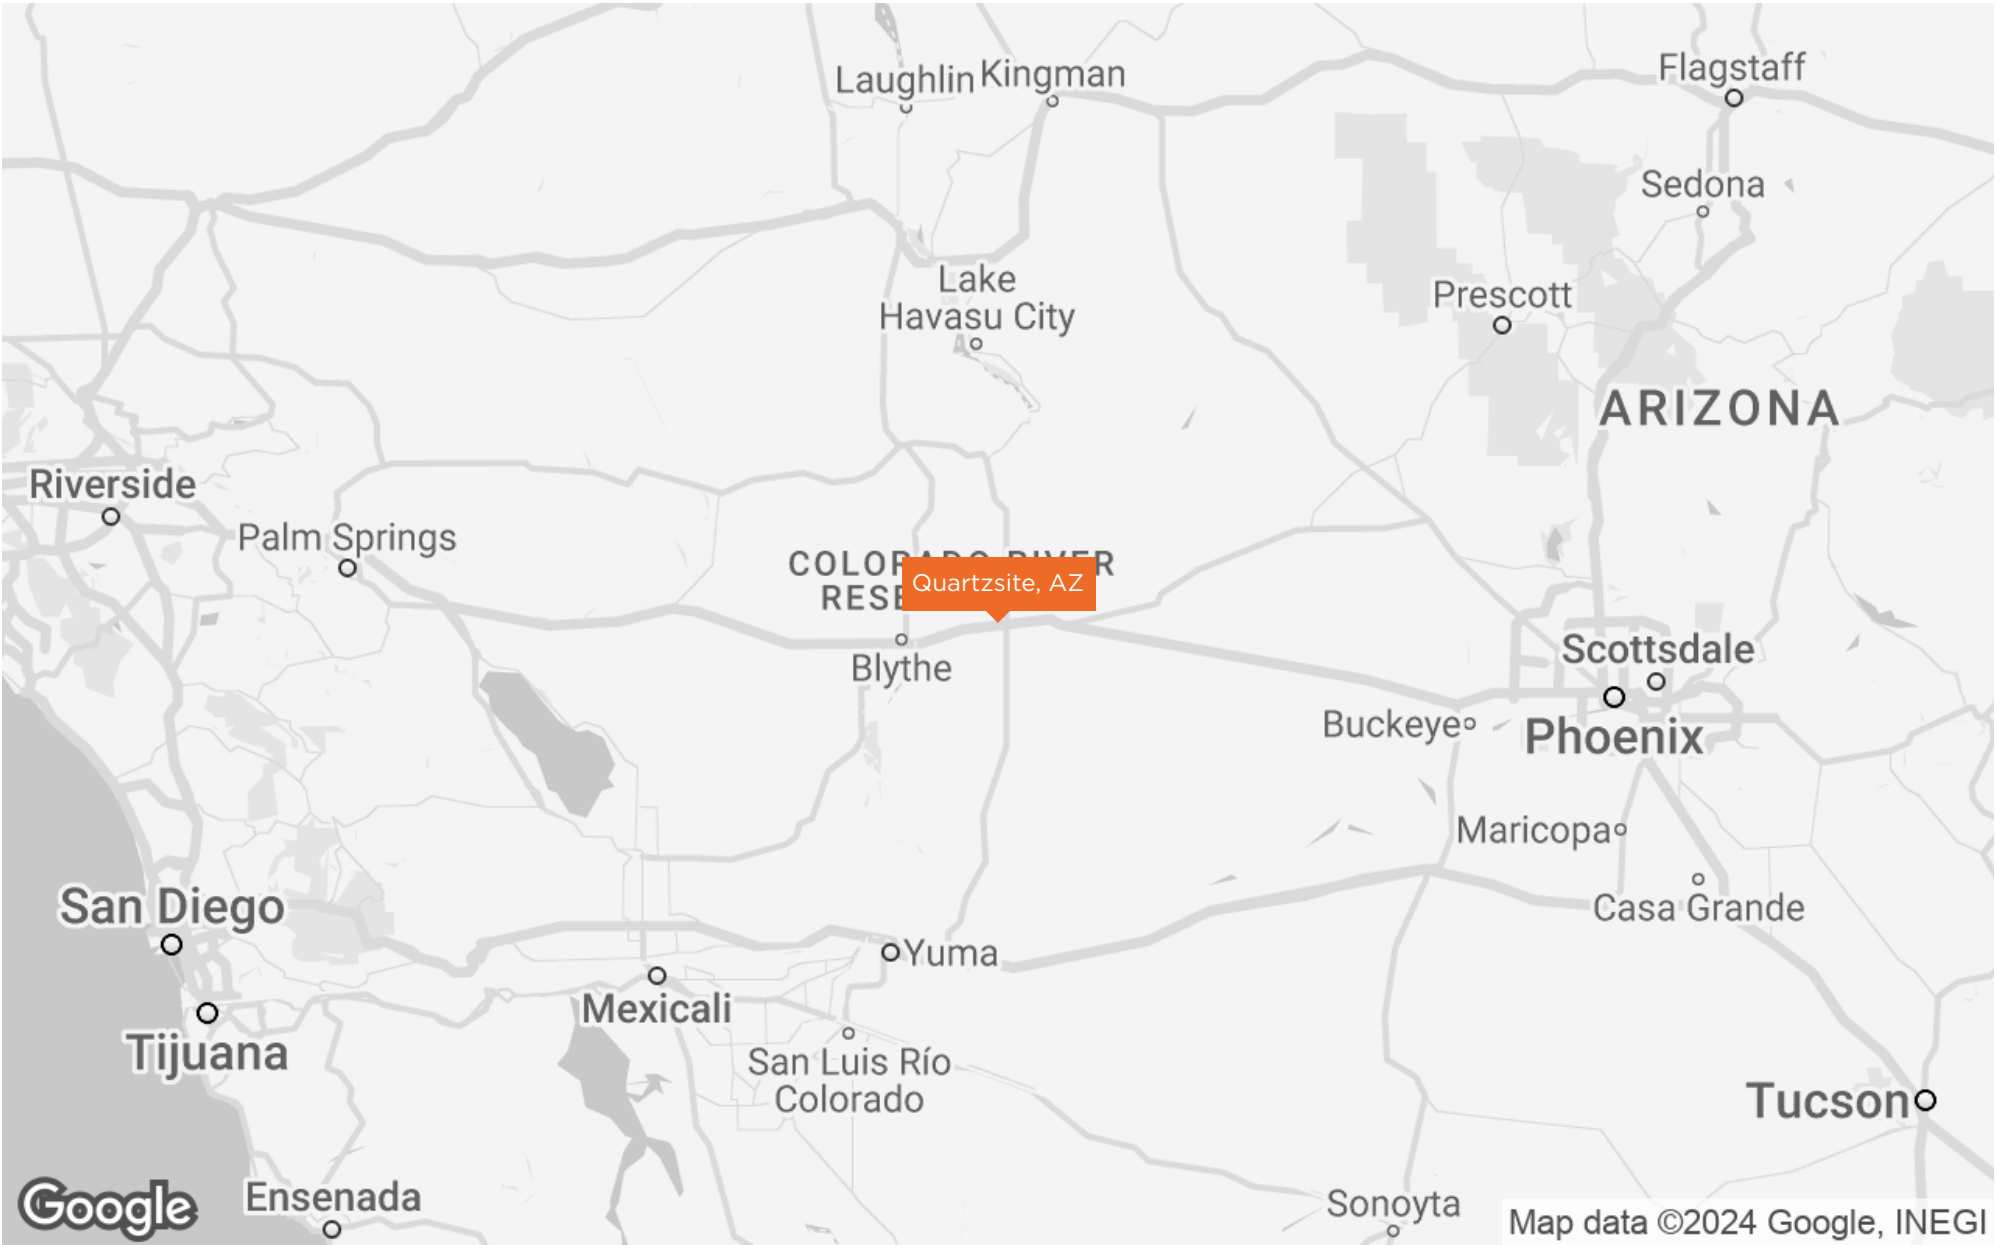 Laughlin
Kingman
Flagstaff
Sedona
Lake
Havasu City
Prescott
ARIZONA
Riverside
Palm Springs
COLORADO RIVER
Quartzsite, AZ
Blythe
Scottsdale
Buckeye
Phoenix
Maricopa
San Diego
Casa Grande
Yuma
Mexicali
Tijuana
San Luis Río
Colorado
Tucson
Ensenada
Sonoyta
Google
Map data ©2024 Google, INEGI